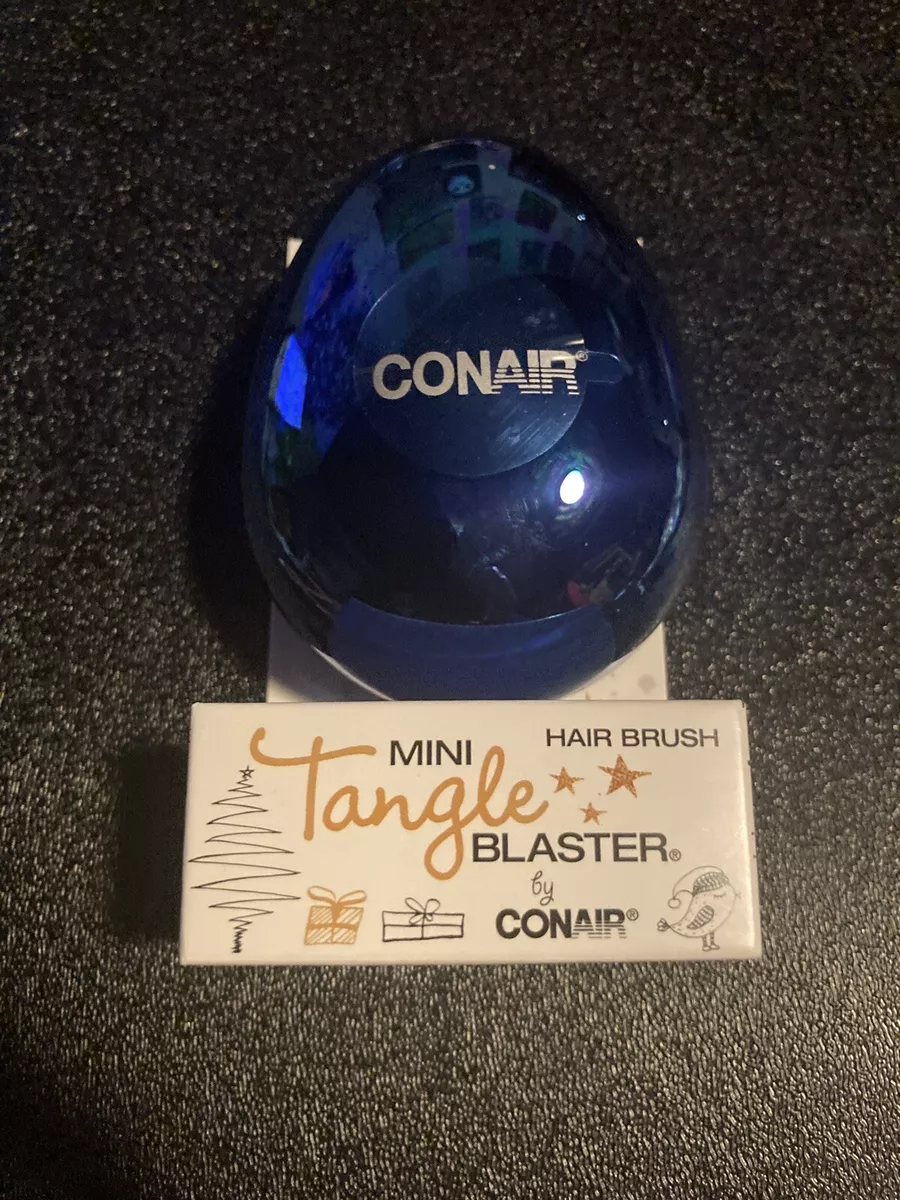 CONAIR®
MINI
HAIR BRUSH
Tangle
BLASTER®
by
CONAIR®